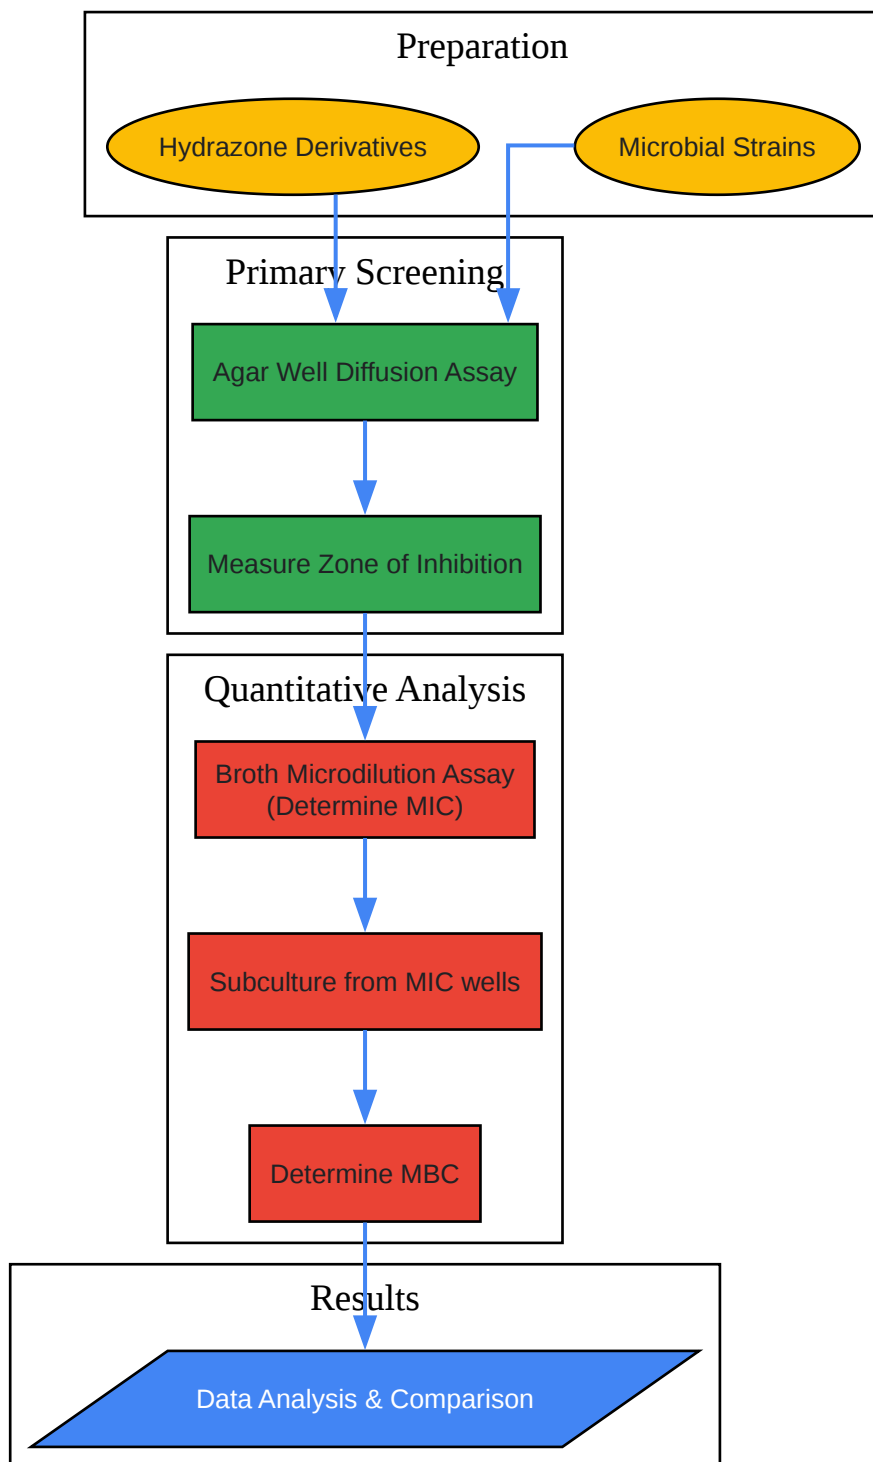 Preparation
Hydrazone Derivatives
Microbial Strains
Primary Screening
Agar Well Diffusion Assay
Measure Zone of Inhibition
Quantitative Analysis
Broth Microdilution Assay
(Determine MIC)
Subculture from MIC wells
Determine MBC
Results
Data Analysis & Comparison